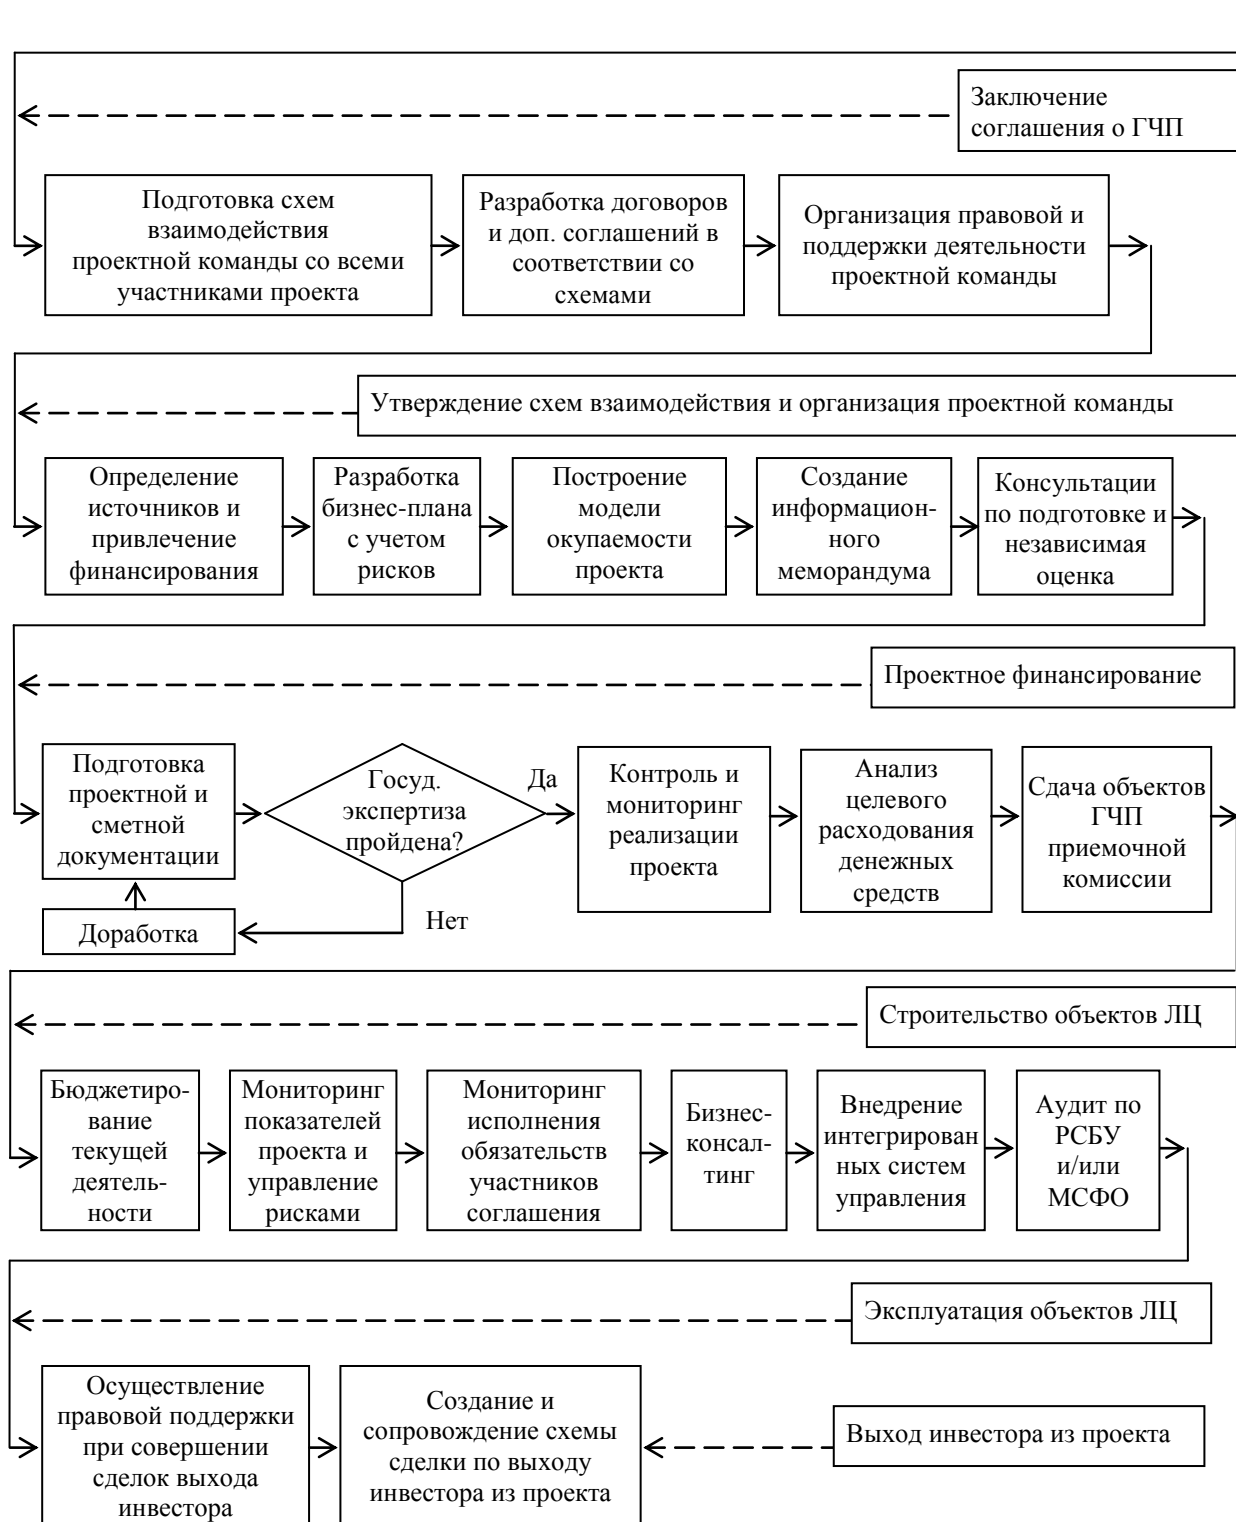 Заключение
соглашения о ГЧП
Подготовка схем
взаимодействия
проектной команды со всеми
участниками проекта
Разработка договоров
и доп. соглашений в
соответствии со
схемами
Организация правовой и
поддержки деятельности
проектной команды
Утверждение схем взаимодействия и организация проектной команды
Определение
источников и
привлечение
финансирования
Разработка
бизнес-плана
с учетом
рисков
Построение
модели
окупаемости
проекта
Создание
информацион-
ного
меморандума
Консультации
по подготовке и
независимая
оценка
Проектное финансирование
Подготовка
проектной и
сметной
документации
Госуд.
экспертиза
пройдена?
Да
Нет
Доработка
Контроль и
мониторинг
реализации
проекта
Анализ
целевого
расходования
денежных
средств
Сдача объектов
ГЧП
приемочной
комиссии
Строительство объектов ЛЦ
Бюджетиро-
вание
текущей
деятель-
ности
Мониторинг
показателей
проекта и
управление
рисками
Мониторинг
исполнения
обязательств
участников
соглашения
Бизнес-
консал-
тинг
Внедрение
интегрирован
ных систем
управления
Аудит по
РСБУ
и/или
МСФО
Эксплуатация объектов ЛЦ
Осуществление
правовой поддержки
при совершении
сделок выхода
инвестора
Создание и
сопровождение схемы
сделки по выходу
инвестора из проекта
Выход инвестора из проекта